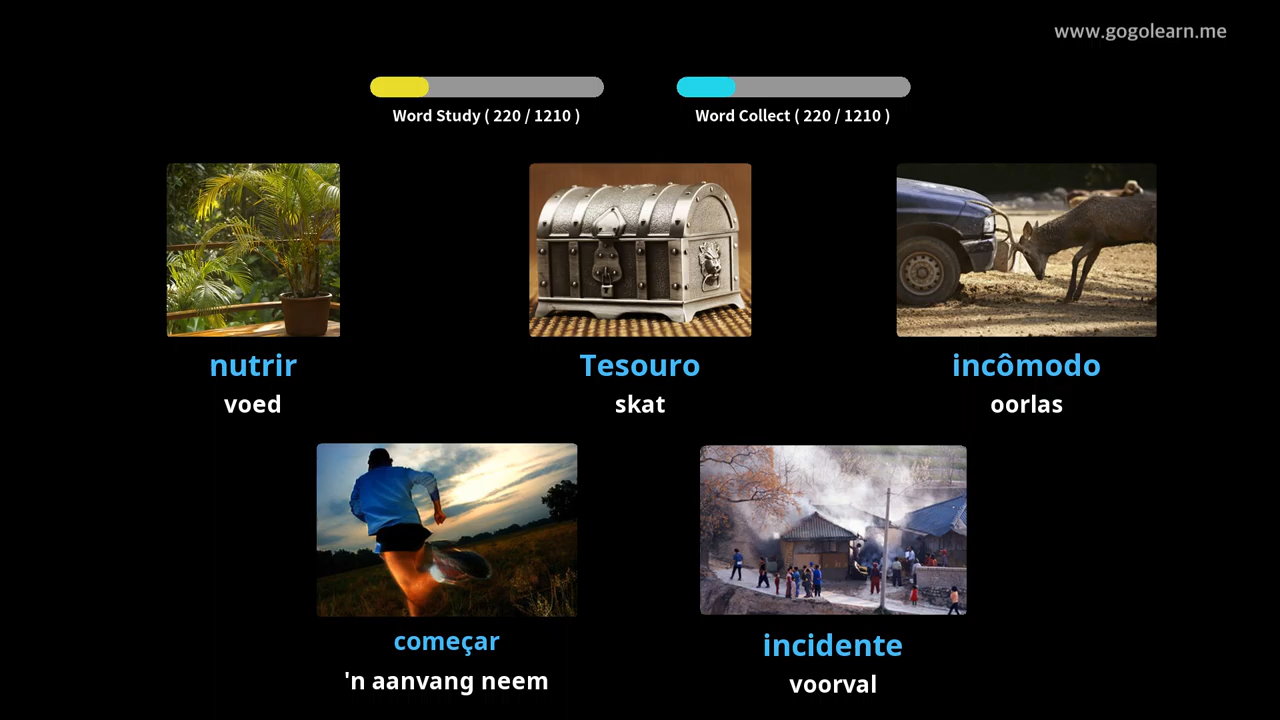 www.gogolearn.me
Word Study ( 220 / 1210 )
Word Collect ( 220 / 1210 )
nutrir
voed
Tesouro
skat
incômodo
oorlas
começar
'n aanvang neem
incidente
voorval